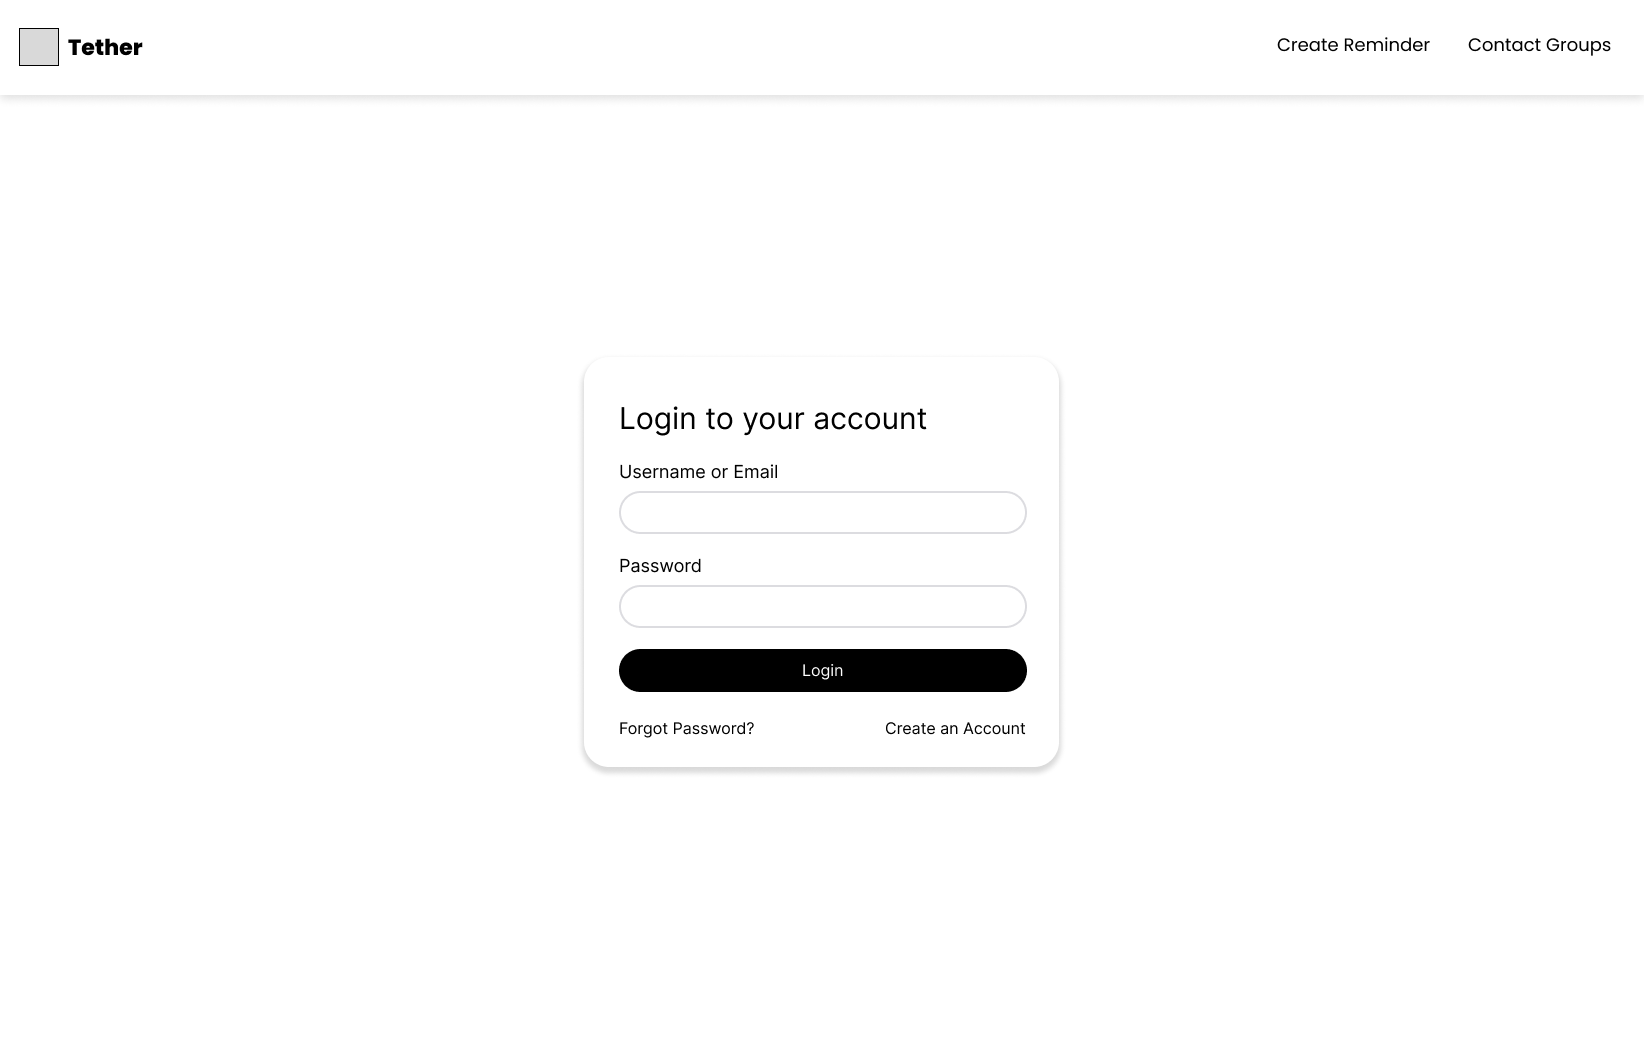 Tether
Create Reminder
Contact Groups
Login to your account
Username or Email
Password
Login
Forgot Password?
Create an Account